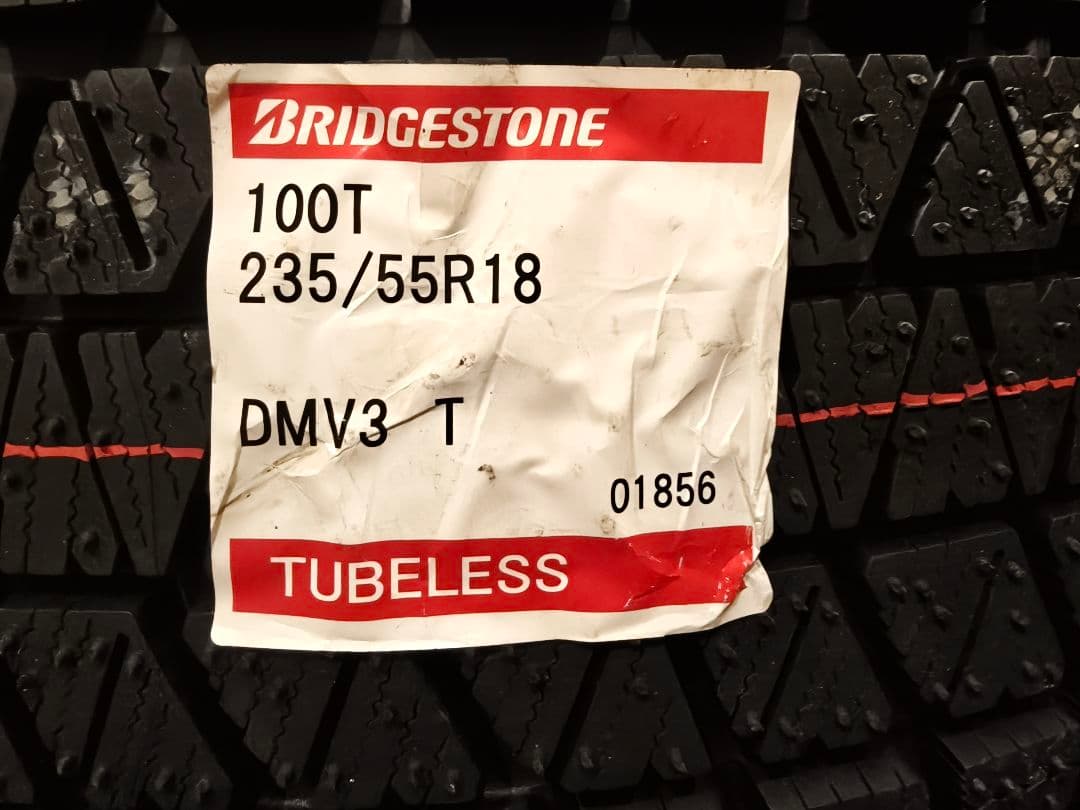 BRIDGESTONE
100T
235/55R18
DMV3 T
01856
TUBELESS